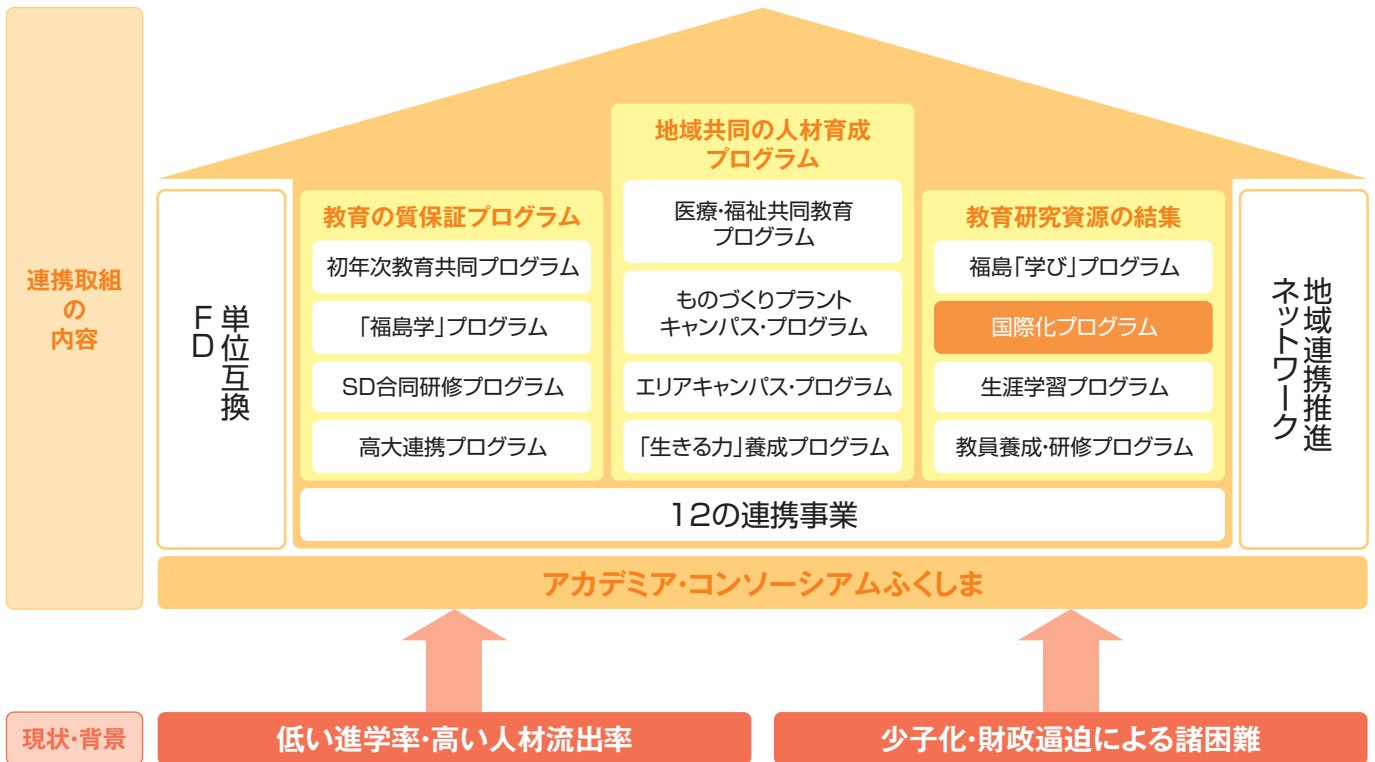 連携取組
の
内容
単位互換
FD
教育の質保証プログラム
初年次教育共同プログラム
「福島学」プログラム
SD合同研修プログラム
高大連携プログラム
地域共同の人材育成
プログラム
医療・福祉共同教育
プログラム
ものづくりプラント
キャンパス・プログラム
エリアキャンパス・プログラム
「生きる力」養成プログラム
教育研究資源の結集
福島「学び」プログラム
国際化プログラム
生涯学習プログラム
教員養成・研修プログラム
地域連携推進
ネットワーク
12の連携事業
アカデミア・コンソーシアムふくしま
現状・背景
低い進学率・高い人材流出率
少子化・財政逼迫による諸困難